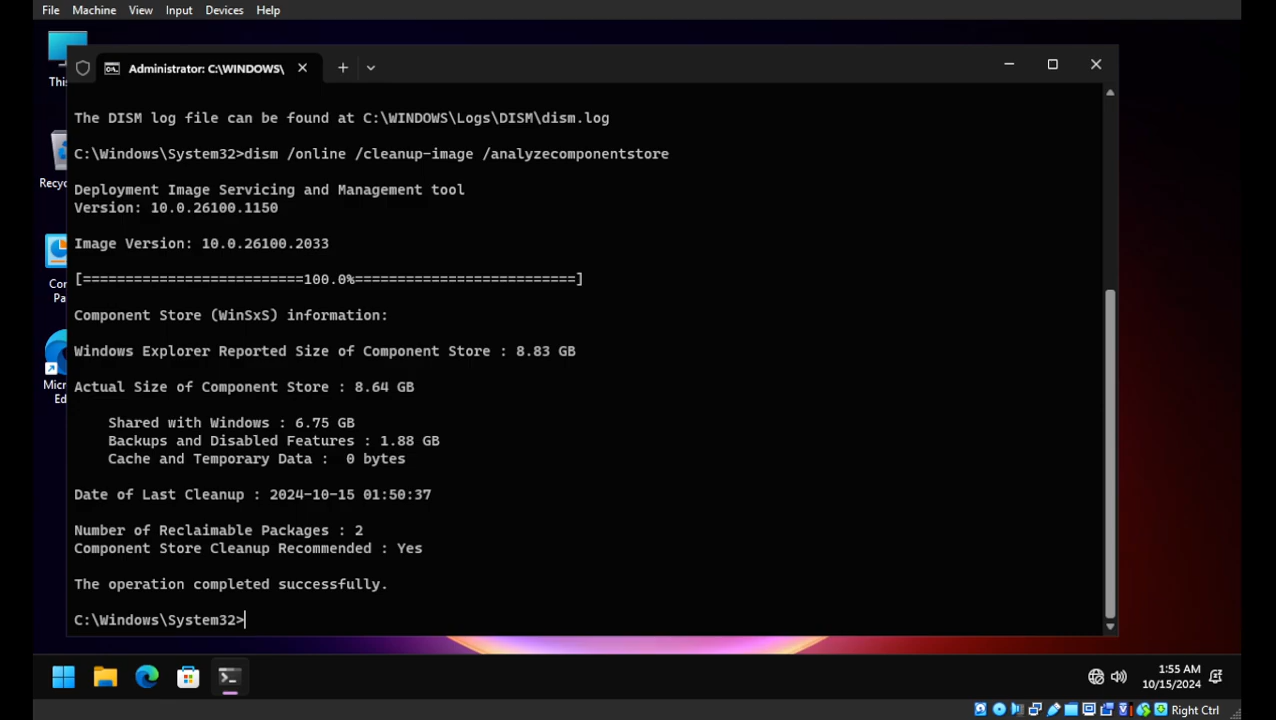 File Machine View Input Devices Help
Administrator: C:\WINDOWS\
This
The DISM log file can be found at C:\WINDOWS\Logs\DISM\dism.log
C:\Windows\System32>dism /online /cleanup-image /analyzecomponentstore
Recyc
Deployment Image Servicing and Management tool
Version: 10.0.26100.1150
Image Version: 10.0.26100.2033
Con
Pa
[==========================100.0%==========================]
Component Store (WinSxS) information:
Windows Explorer Reported Size of Component Store : 8.83 GB
Micr
Ed
Actual Size of Component Store : 8.64 GB
Shared with Windows : 6.75 GB
Backups and Disabled Features : 1.88 GB
Cache and Temporary Data : 0 bytes
Date of Last Cleanup : 2024-10-15 01:50:37
Number of Reclaimable Packages : 2
Component Store Cleanup Recommended : Yes
The operation completed successfully.
C:\Windows\System32>
1:55 AM
10/15/2024
Right Ctrl